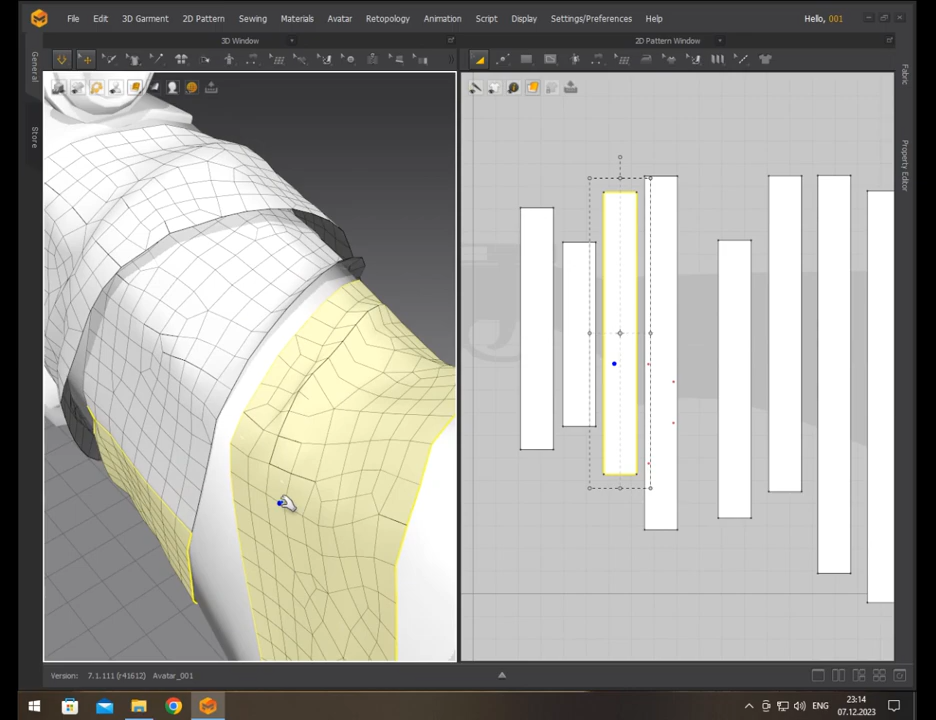 File Edit 3D Garment 2D Pattern Sewing Materials Avatar Retopology Animation Script Display Settings/Preferences Help Hello, 001
3D Window
2D Pattern Window
General
Store
Fabric
Property Editor
Version: 7.1.111 (r41612) Avatar_001
ENG
23:14
07.12.2023